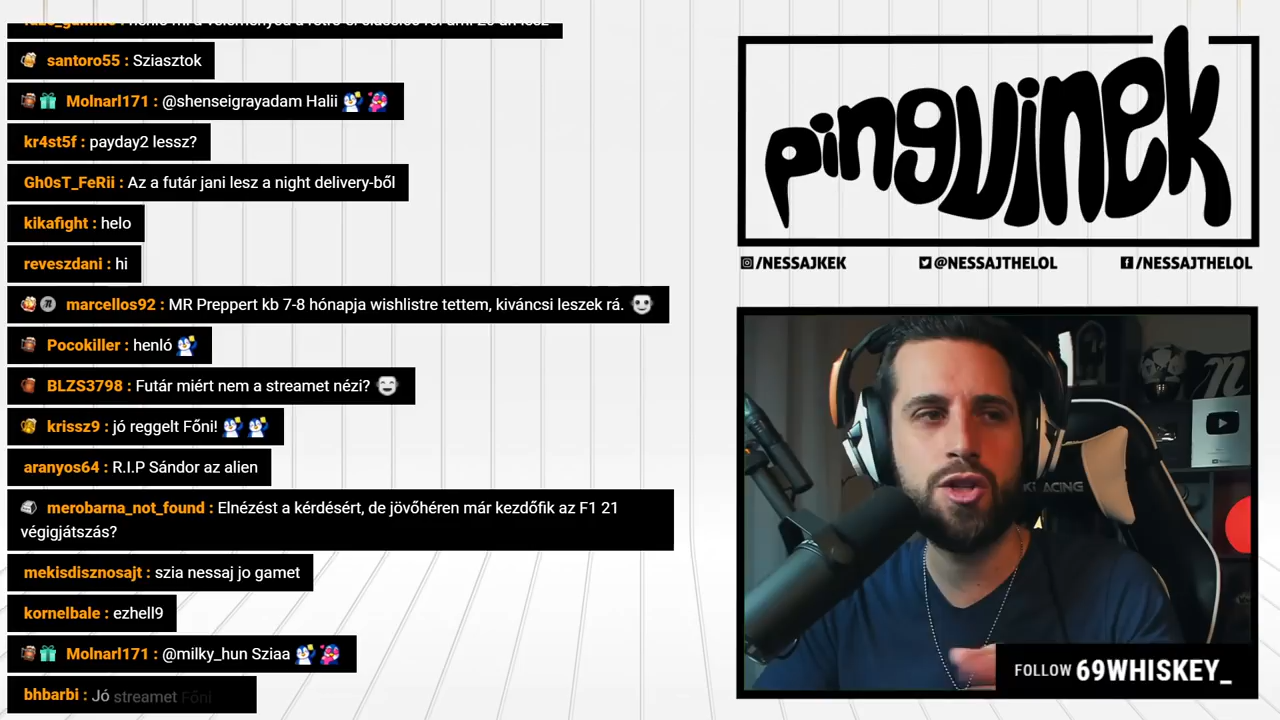 santoro55 : Sziasztok
Molnarl171 : @shenseigrayadam Halii
kr4st5f : payday2 lessz?
Gh0sT_FeRii : Az a futár jani lesz a night delivery-ből
kikafight : helo
reveszdani : hi
marcellos92 : MR Preppert kb 7-8 hónapja wishlistre tettem, kiváncsi leszek rá.
Pocokiller : henló
BLZS3798 : Futár miért nem a streamet nézi?
krissz9 : jó reggelt Főni!
aranyos64 : R.I.P Sándor az alien
merobarna_not_found : Elnézést a kérdésért, de jövőhéren már kezdőfik az F1 21
végigjátszás?
mekisdisznosajt : szia nessaj jo gamet
kornelbale : ezhell9
Molnarl171 : @milky_hun Sziaa
bhbarbi : Jó streamet Főni
pingvinek
/NESSAJKEK @NESSAJTHELOL /NESSAJTHELOL
FOLLOW 69WHISKEY_